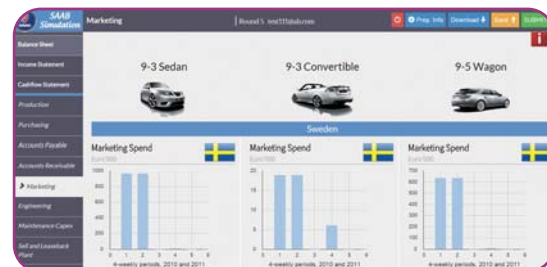 SAAB
Simulation
Marketing
Round 5 test111@tab.com
Prep. Info
Download
Save
SUBMIT
Balance Sheet
Income Statement
Cashflow Statement
Production
Purchasing
Accounts Payable
Accounts Receivable
Marketing
Engineering
Maintenance Capex
Sell and Leaseback
Plant
9-3 Sedan
9-3 Convertible
9-5 Wagon
Sweden
Marketing Spend
Euro'000
1000
800
600
400
200
0
0 1 2 3 4 5 6
4-weekly periods, 2010 and 2011
Marketing Spend
Euro'000
20
15
10
5
0
0 1 2 3 4 5 6
4-weekly periods, 2010 and 2011
Marketing Spend
Euro'000
700
600
500
400
300
200
100
0
0 1 2 3 4 5 6
4-weekly periods, 2010 and 2011